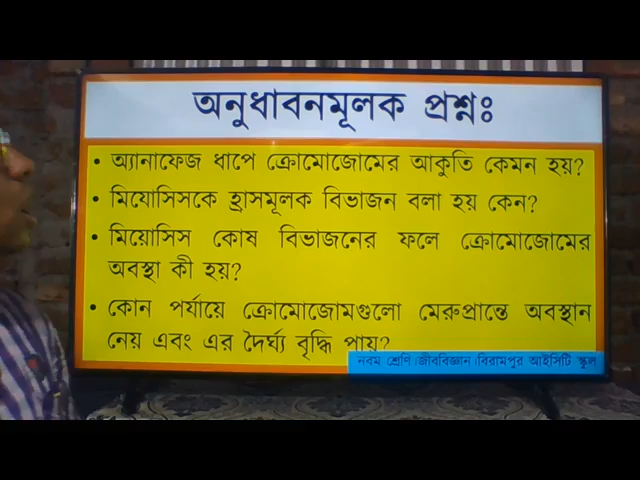 অনুধাবনমূলক প্রশ্নঃ
• অ্যানাফেজ ধাপে ক্রোমোজোমের আকৃতি কেমন হয়?
• মিয়োসিসকে হ্রাসমূলক বিভাজন বলা হয় কেন?
• মিয়োসিস কোষ বিভাজনের ফলে ক্রোমোজোমের
অবস্থা কী হয়?
• কোন পর্যায়ে ক্রোমোজোমগুলো মেরুপ্রান্তে অবস্থান
নেয় এবং এর দৈর্ঘ্য বৃদ্ধি পায়?
নবম শ্রেণি।জীববিজ্ঞান।বিরামপুর আইসিটি স্কুল